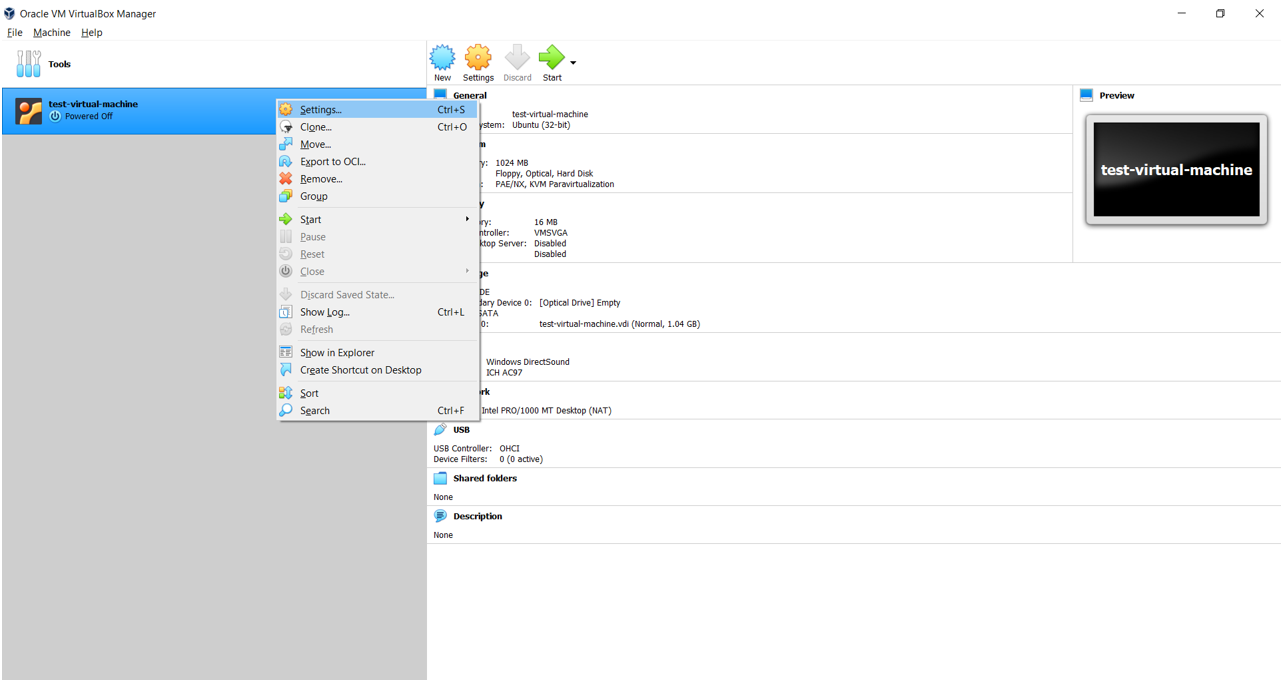 Oracle VM VirtualBox Manager
File Machine Help
Tools
New Settings Discard Start
test-virtual-machine
Powered Off
Settings... Ctrl+S
Clone... Ctrl+O
Move...
Export to OCI...
Remove...
Group
Start
Pause
Reset
Close
Discard Saved State...
Show Log... Ctrl+L
Refresh
Show in Explorer
Create Shortcut on Desktop
Sort
Search Ctrl+F
General
test-virtual-machine
stem: Ubuntu (32-bit)
m
ry: 1024 MB
Floppy, Optical, Hard Disk
: PAE/NX, KVM Paravirtualization
y
ory: 16 MB
ntroller: VMSVGA
ktop Server: Disabled
Disabled
ge
DE
dary Device 0: [Optical Drive] Empty
SATA
0: test-virtual-machine.vdi (Normal, 1.04 GB)
Windows DirectSound
ICH AC97
rk
Intel PRO/1000 MT Desktop (NAT)
USB
USB Controller: OHCI
Device Filters: 0 (0 active)
Shared folders
None
Description
None
Preview
test-virtual-machine